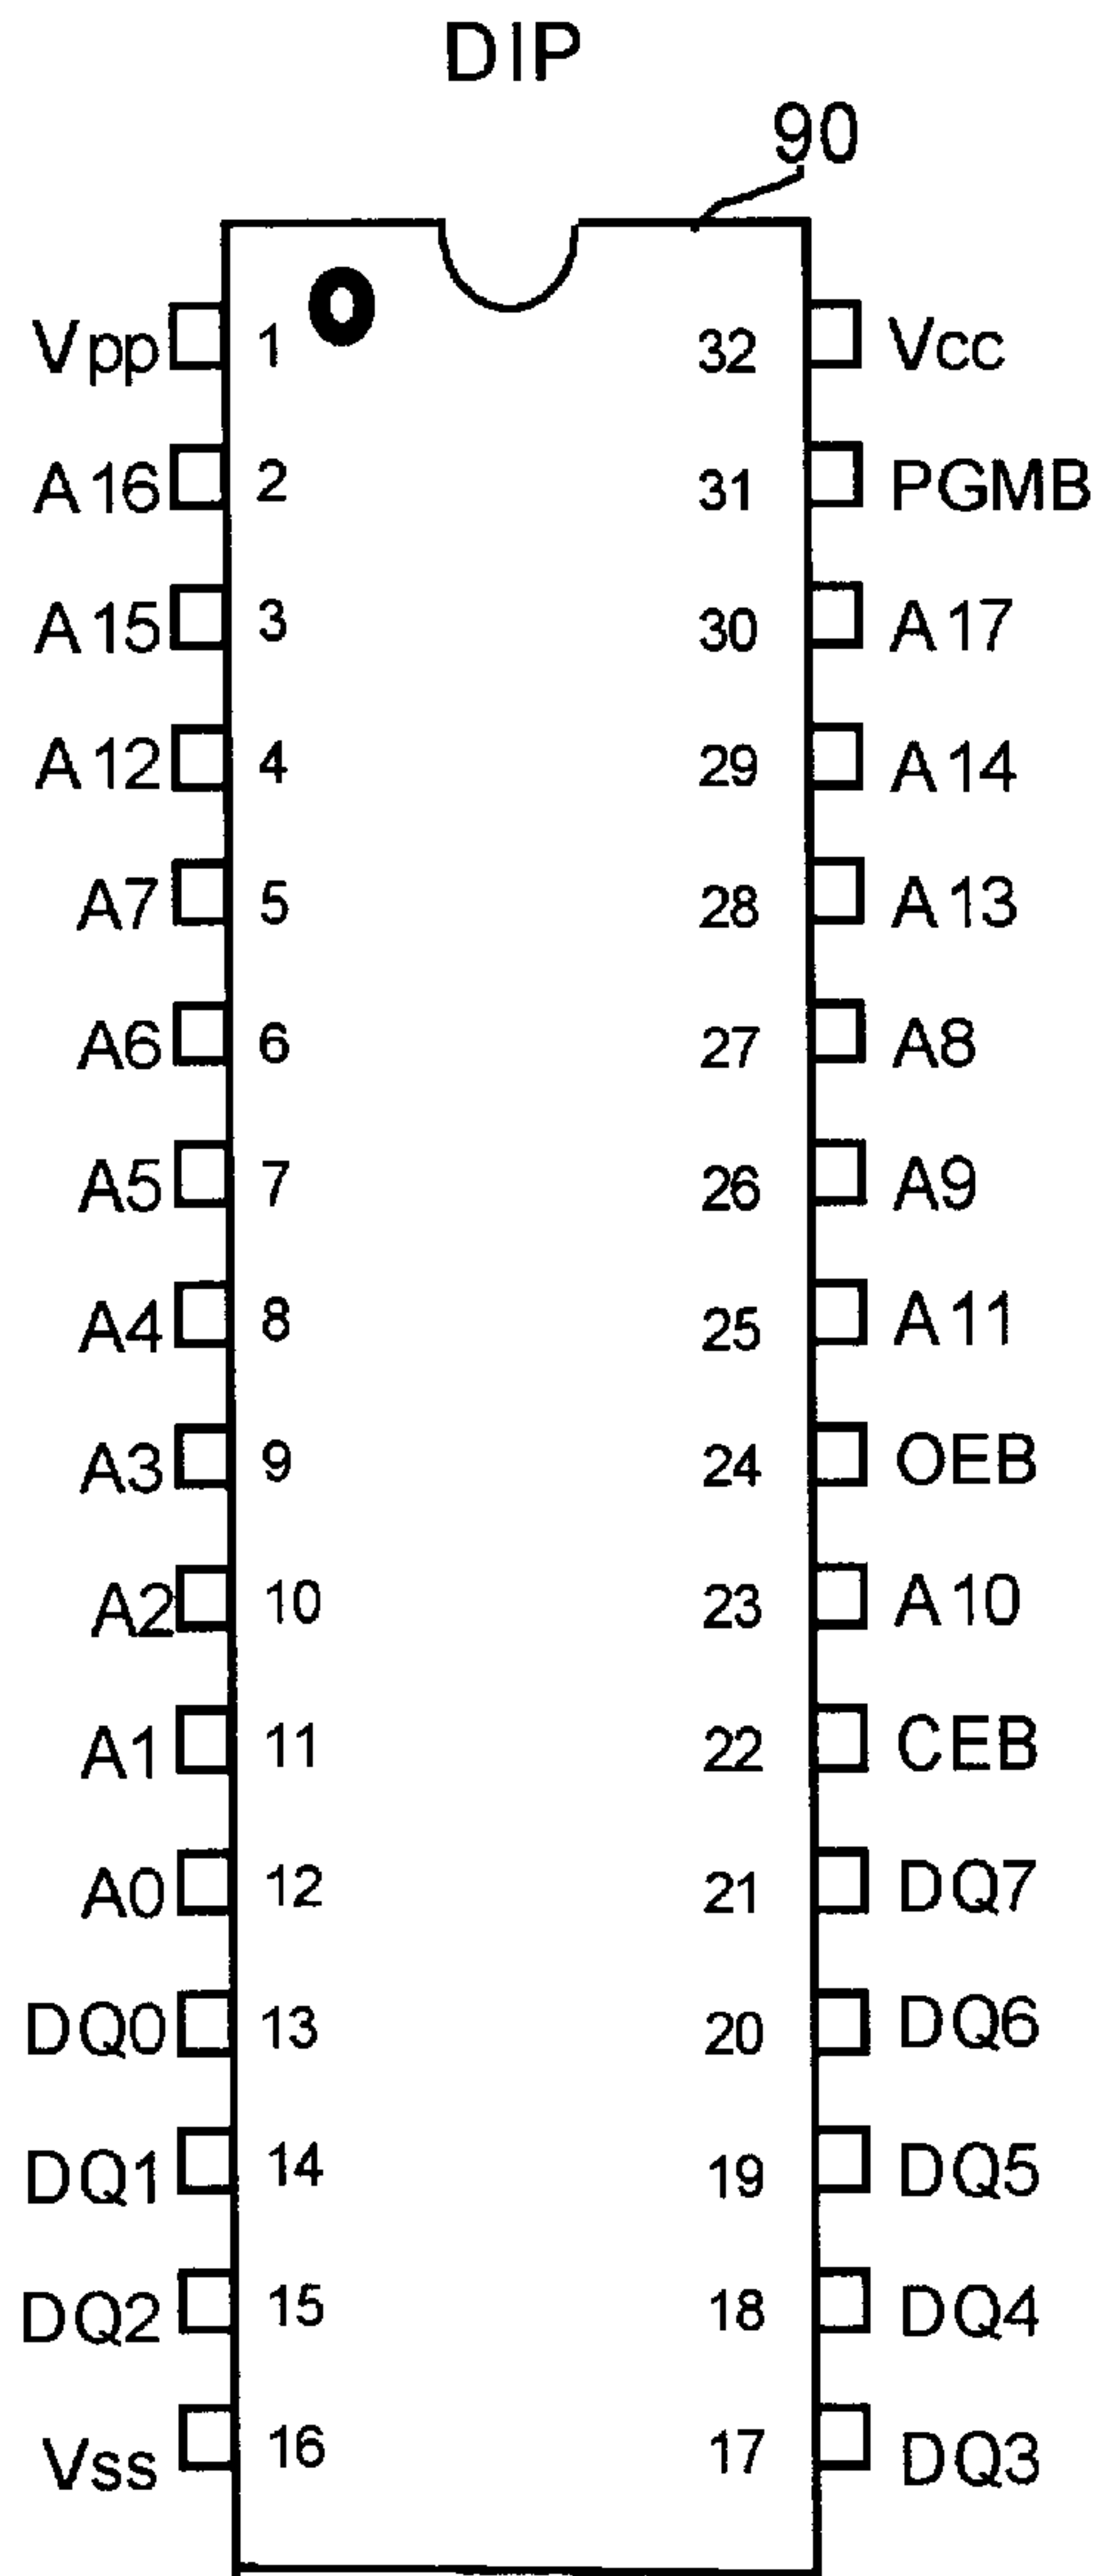 DIP
90
Vpp 1 32 Vcc
A16 2 31 PGMB
A15 3 30 A17
A12 4 29 A14
A7 5 28 A13
A6 6 27 A8
A5 7 26 A9
A4 8 25 A11
A3 9 24 OEB
A2 10 23 A10
A1 11 22 CEB
A0 12 21 DQ7
DQ0 13 20 DQ6
DQ1 14 19 DQ5
DQ2 15 18 DQ4
Vss 16 17 DQ3